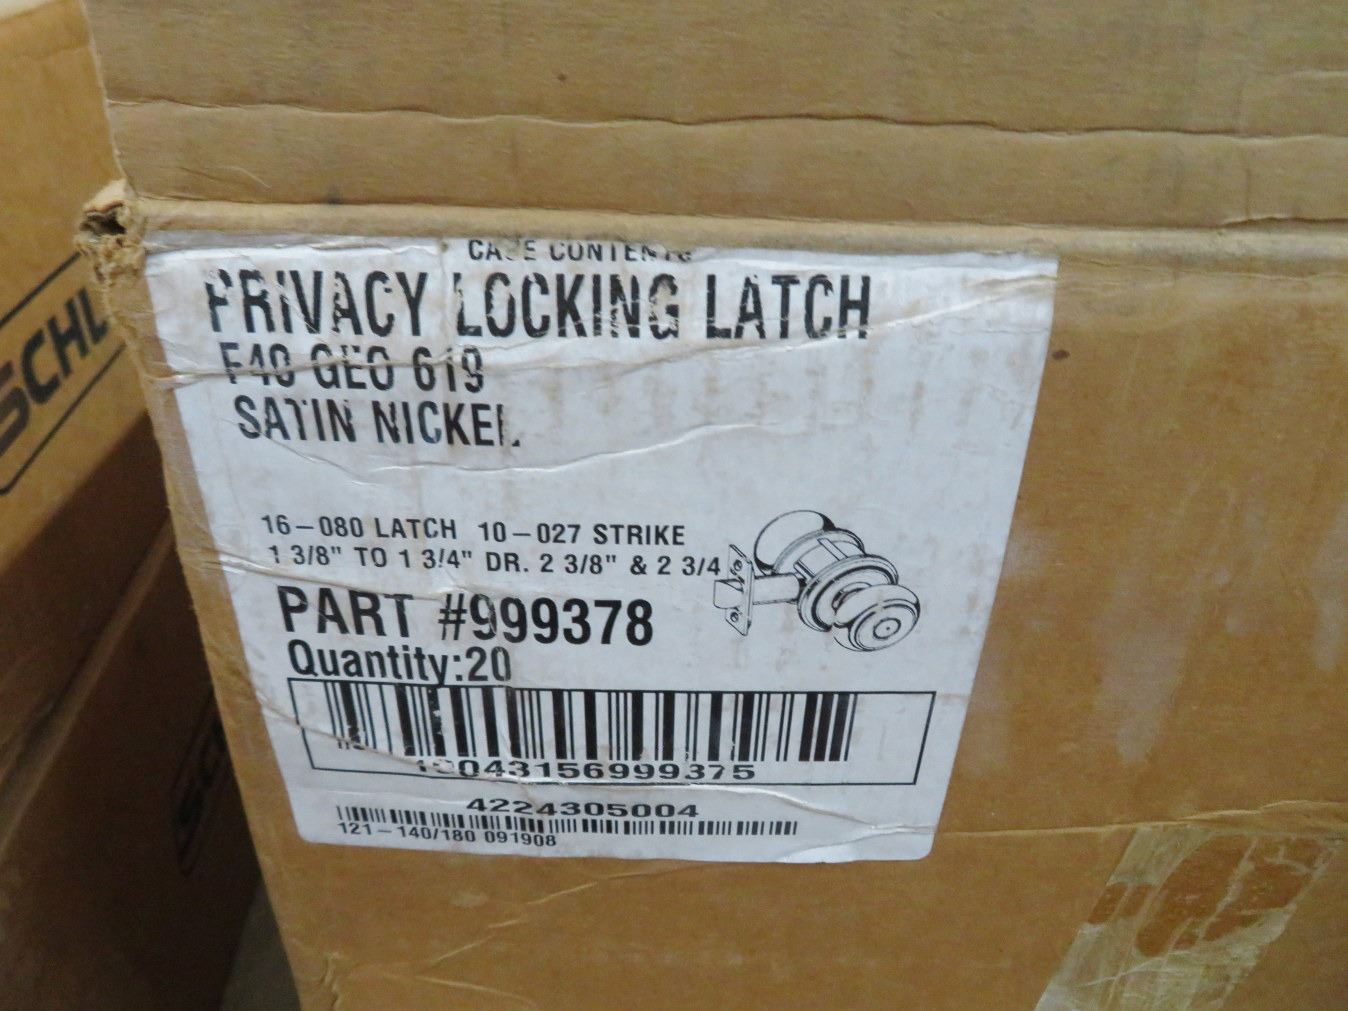 SCHL
CASE CONTENTS
PRIVACY LOCKING LATCH
F40 GEO 619
SATIN NICKEL
16-080 LATCH 10-027 STRIKE
1 3/8" TO 1 3/4" DR. 2 3/8" & 2 3/4
PART #999378
Quantity:20
10043156999375
4224305004
121-140/180 091908